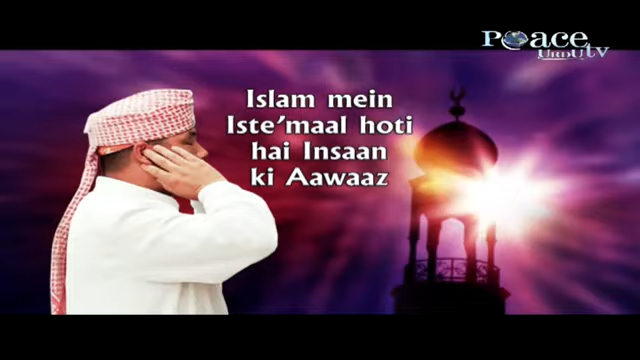 Peace
URDU tv
Islam mein
Iste'maal hoti
hai Insaan
ki Aawaaz